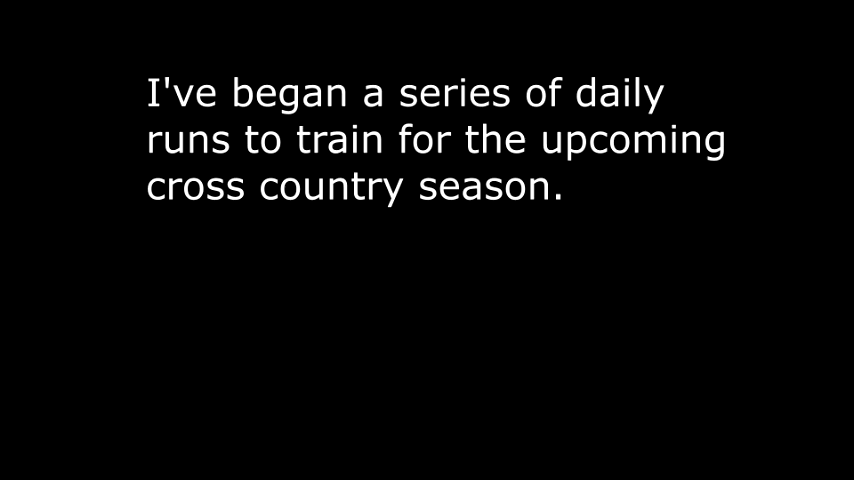 I've began a series of daily
runs to train for the upcoming
cross country season.